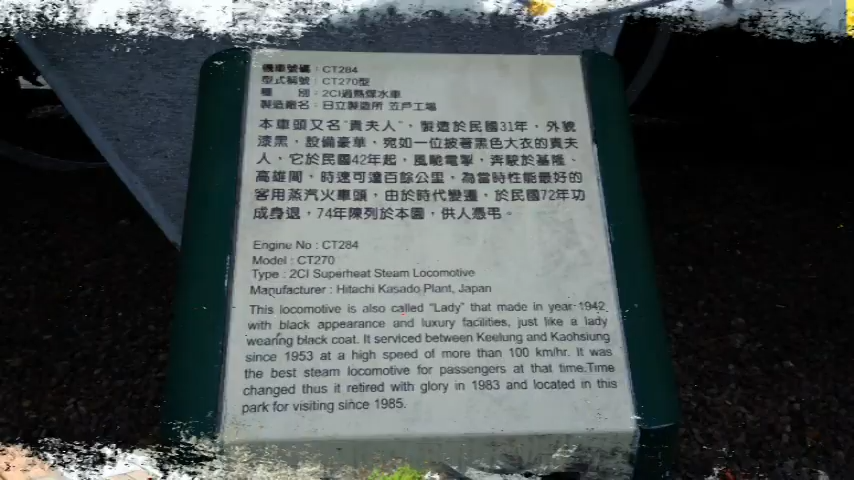 機車號碼：CT284
型式稱號：CT270型
種　別：2CI過熱煤水車
製造廠名：日立製造所 笠戶工場
本車頭又名"貴夫人"，製造於民國31年，外貌
漆黑，設備豪華，宛如一位披著黑色大衣的貴夫
人，它於民國42年起，風馳電掣，奔駛於基隆、
高雄間，時速可達百餘公里，為當時性能最好的
客用蒸汽火車頭，由於時代變遷，於民國72年功
成身退，74年陳列於本園，供人憑弔。
Engine No : CT284
Model : CT270
Type : 2CI Superheat Steam Locomotive
Manufacturer : Hitachi Kasado Plant, Japan
This locomotive is also called "Lady" that made in year 1942
with black appearance and luxury facilities, just like a lady
wearing black coat. It serviced between Keelung and Kaohsiung
since 1953 at a high speed of more than 100 km/hr. It was
the best steam locomotive for passengers at that time.Time
changed thus it retired with glory in 1983 and located in this
park for visiting since 1985.